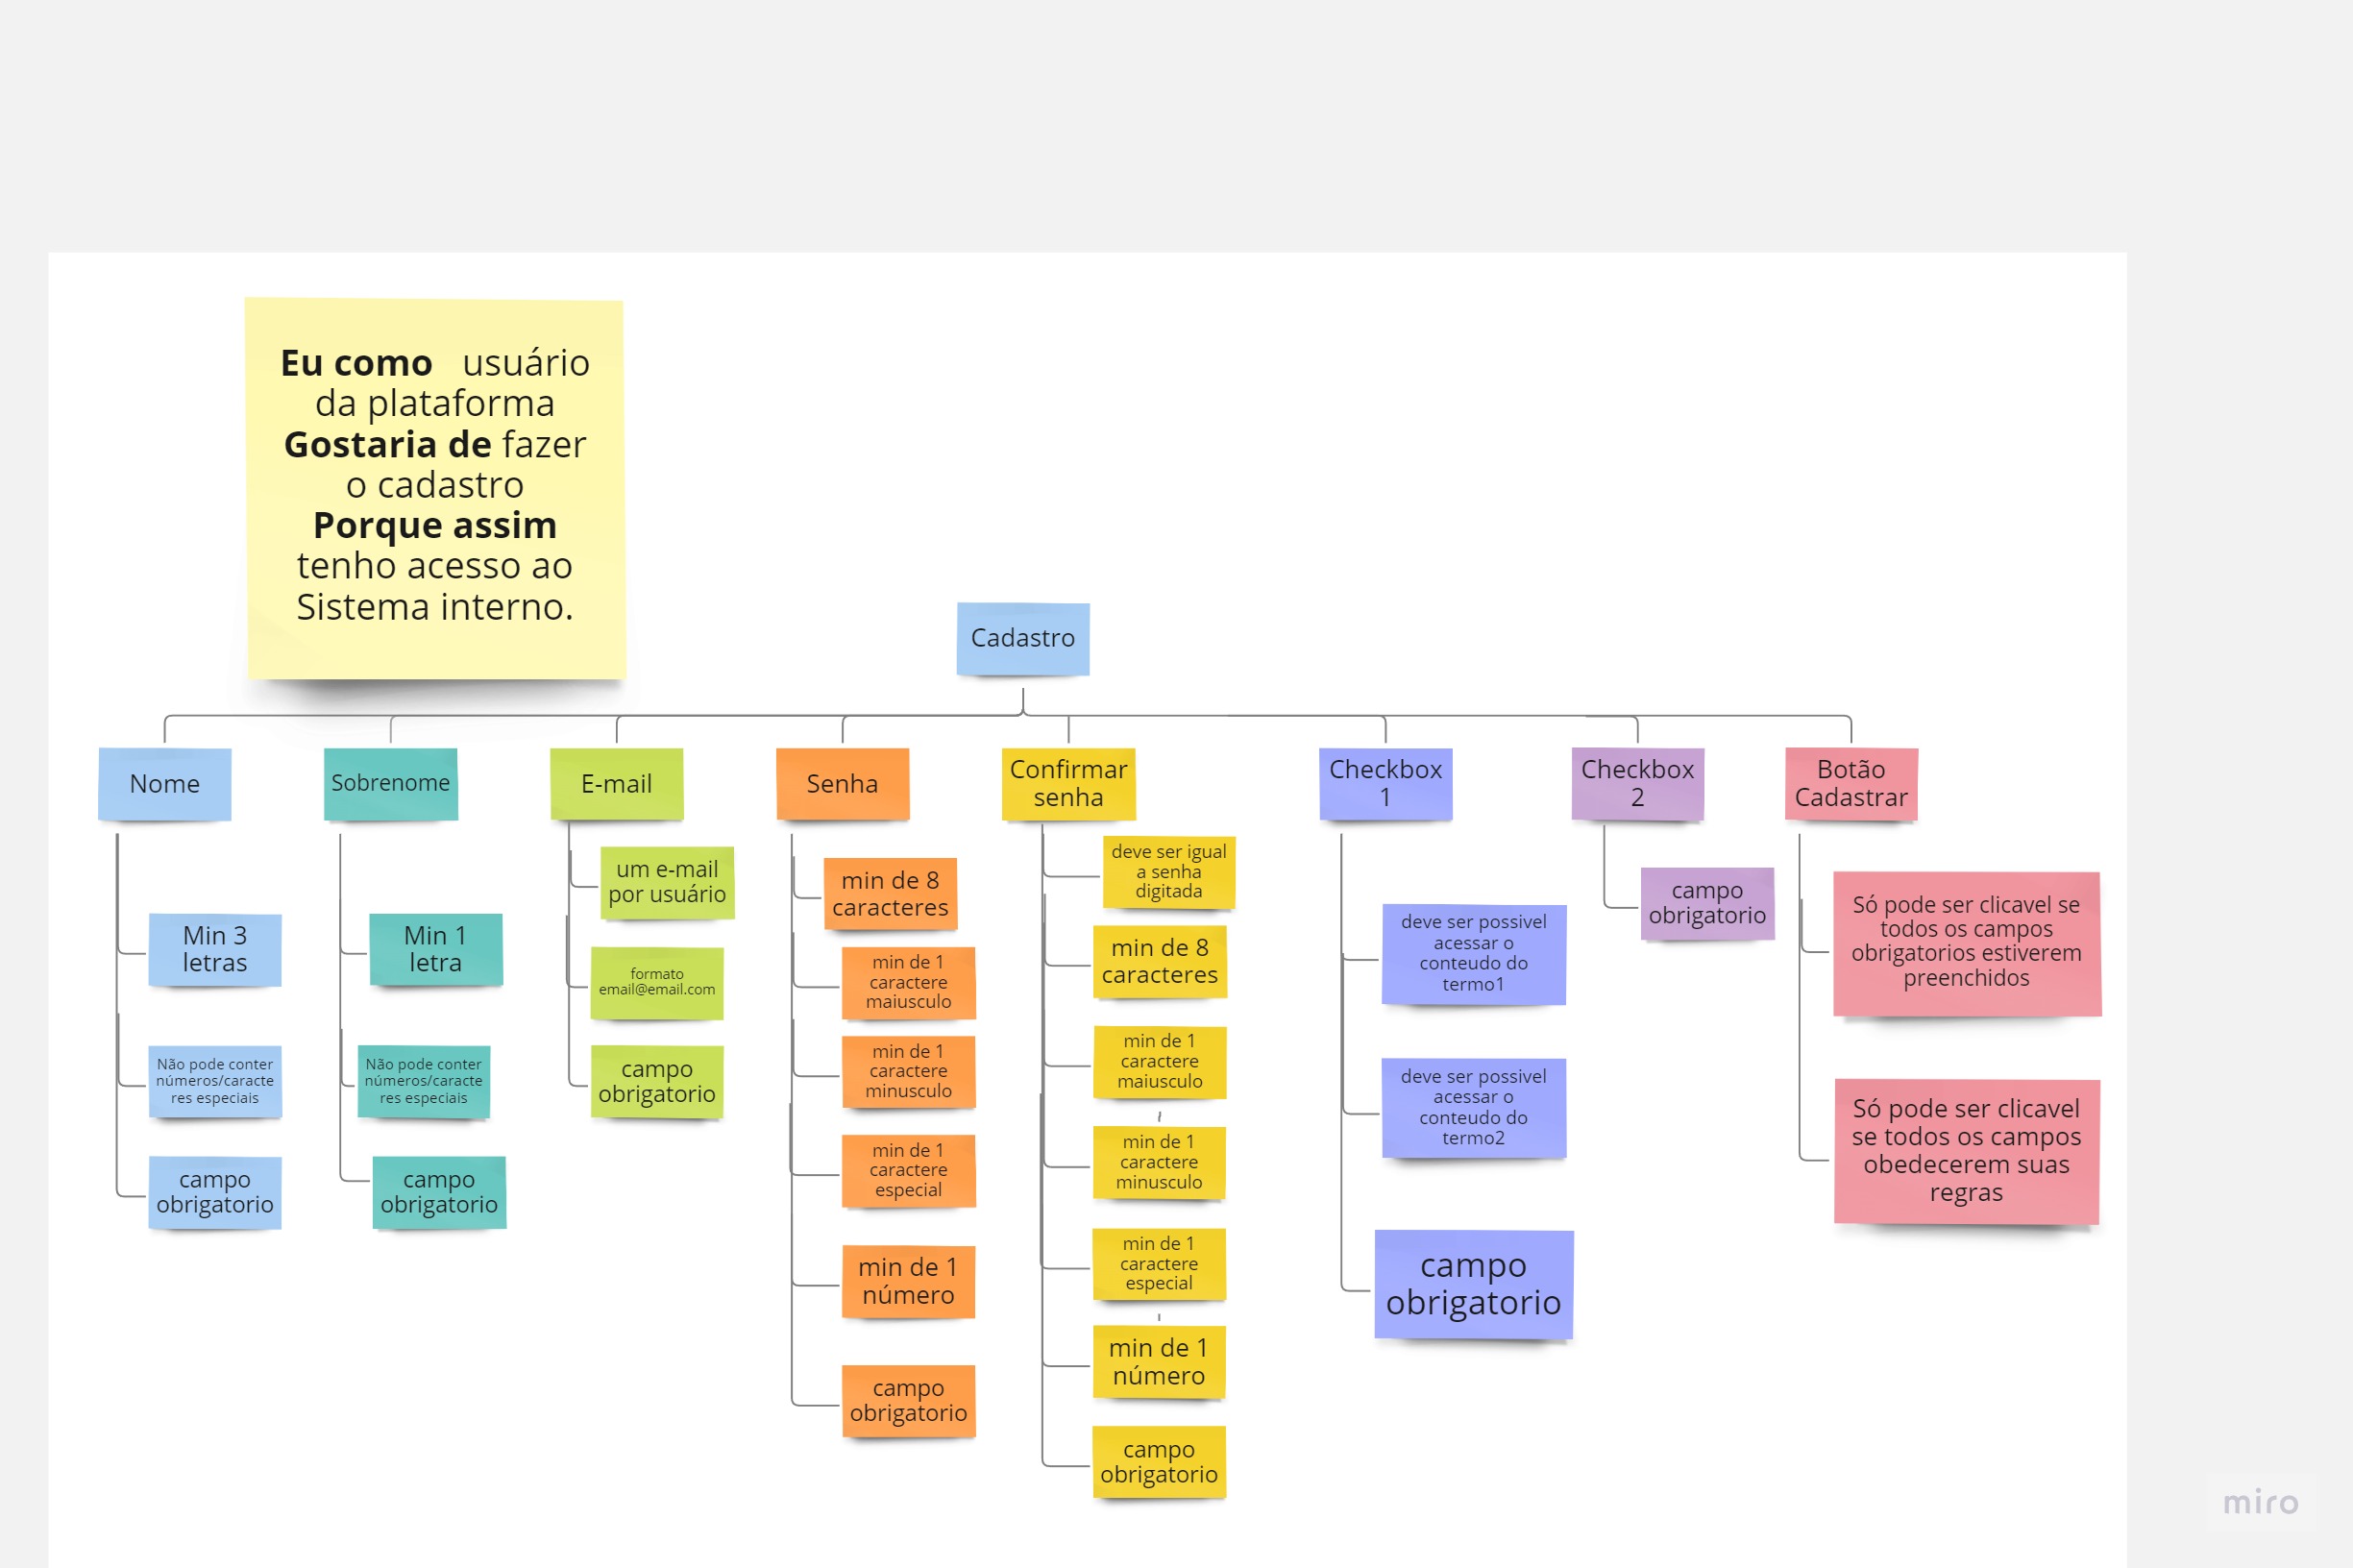 Eu como usuário
da plataforma
Gostaria de fazer
o cadastro
Porque assim
tenho acesso ao
Sistema interno.
Cadastro
Nome
Min 3
letras
Não pode conter
números/caracte
res especiais
campo
obrigatorio
Sobrenome
Min 1
letra
Não pode conter
números/caracte
res especiais
campo
obrigatorio
E-mail
um e-mail
por usuário
formato
email@email.com
campo
obrigatorio
Senha
min de 8
caracteres
min de 1
caractere
maiusculo
min de 1
caractere
minusculo
min de 1
caractere
especial
min de 1
número
campo
obrigatorio
Confirmar
senha
deve ser igual
a senha
digitada
min de 8
caracteres
min de 1
caractere
maiusculo
min de 1
caractere
minusculo
min de 1
caractere
especial
min de 1
número
campo
obrigatorio
Checkbox
1
deve ser possivel
acessar o
conteudo do
termo1
deve ser possivel
acessar o
conteudo do
termo2
campo
obrigatorio
Checkbox
2
campo
obrigatorio
Botão
Cadastrar
Só pode ser clicavel se
todos os campos
obrigatorios estiverem
preenchidos
Só pode ser clicavel
se todos os campos
obedecerem suas
regras
miro